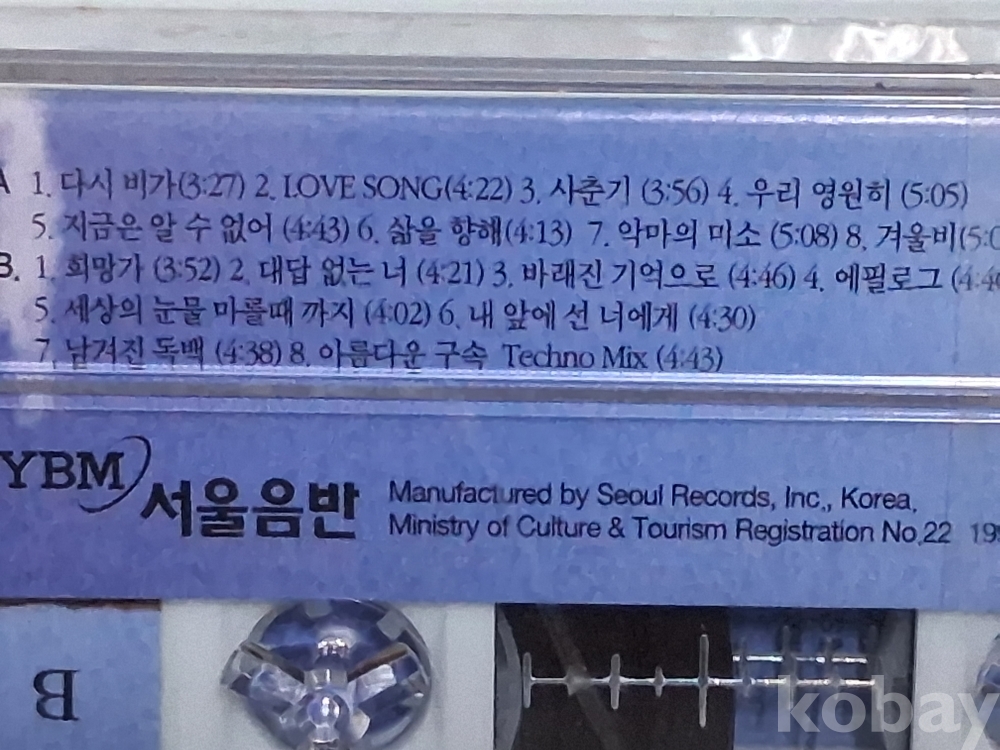 A 1. 다시 비가(3:27) 2. LOVE SONG(4:22) 3. 사춘기 (3:56) 4. 우리 영원히 (5:05)
5. 지금은 알 수 없어 (4:43) 6. 삶을 향해(4:13) 7. 악마의 미소 (5:08) 8. 겨울비(5:0
B. 1. 희망가 (3:52) 2. 대답 없는 너 (4:21) 3. 바래진 기억으로 (4:46) 4. 에필로그 (4:4
5. 세상의 눈물 마를때 까지 (4:02) 6. 내 앞에 선 너에게 (4:30)
7. 남겨진 독백 (4:38) 8. 아름다운 구속 Techno Mix (4:43)
YBM 서울음반
Manufactured by Seoul Records, Inc., Korea.
Ministry of Culture & Tourism Registration No.22 199
B
kobay